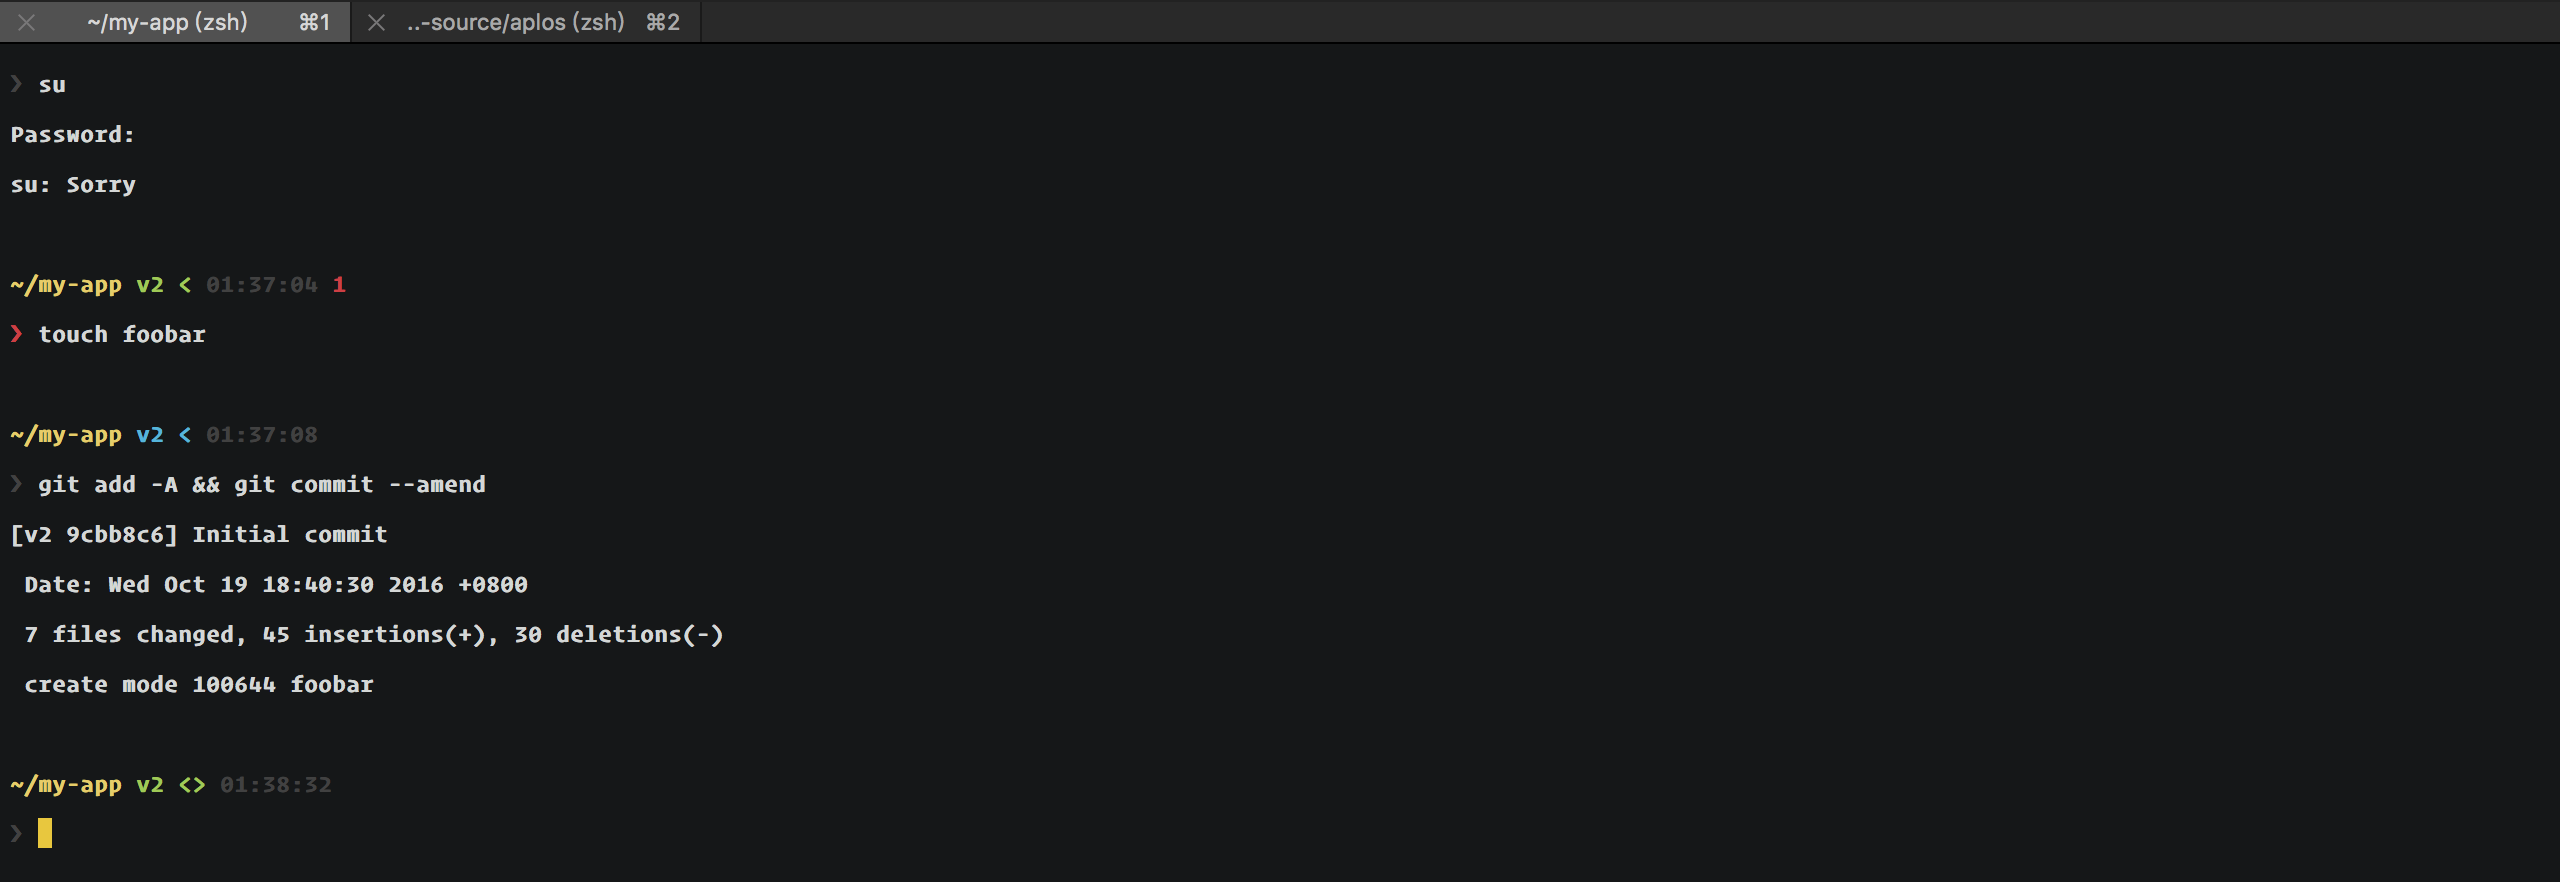 ~/my-app (zsh) ⌘1 ..-source/aplos (zsh) ⌘2
❯ su
Password:
su: Sorry
~/my-app v2 < 01:37:04 1
❯ touch foobar
~/my-app v2 < 01:37:08
❯ git add -A && git commit --amend
[v2 9cbb8c6] Initial commit
 Date: Wed Oct 19 18:40:30 2016 +0800
 7 files changed, 45 insertions(+), 30 deletions(-)
 create mode 100644 foobar
~/my-app v2 <> 01:38:32
❯